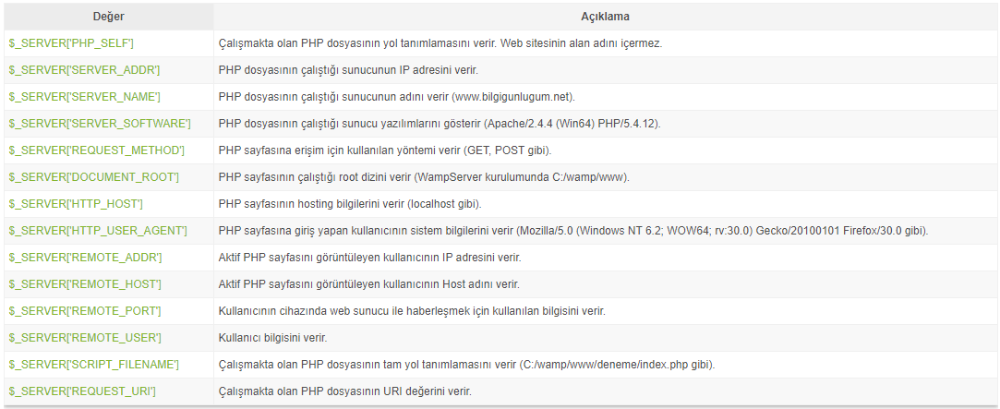 Değer Açıklama
$_SERVER['PHP_SELF'] Çalışmakta olan PHP dosyasının yol tanımlamasını verir. Web sitesinin alan adını içermez.
$_SERVER['SERVER_ADDR'] PHP dosyasının çalıştığı sunucunun IP adresini verir.
$_SERVER['SERVER_NAME'] PHP dosyasının çalıştığı sunucunun adını verir (www.bilgigunlugum.net).
$_SERVER['SERVER_SOFTWARE'] PHP dosyasının çalıştığı sunucu yazılımlarını gösterir (Apache/2.4.4 (Win64) PHP/5.4.12).
$_SERVER['REQUEST_METHOD'] PHP sayfasına erişim için kullanılan yöntemi verir (GET, POST gibi).
$_SERVER['DOCUMENT_ROOT'] PHP sayfasının çalıştığı root dizini verir (WampServer kurulumunda C:/wamp/www).
$_SERVER['HTTP_HOST'] PHP sayfasının hosting bilgilerini verir (localhost gibi).
$_SERVER['HTTP_USER_AGENT'] PHP sayfasına giriş yapan kullanıcının sistem bilgilerini verir (Mozilla/5.0 (Windows NT 6.2; WOW64; rv:30.0) Gecko/20100101 Firefox/30.0 gibi).
$_SERVER['REMOTE_ADDR'] Aktif PHP sayfasını görüntüleyen kullanıcının IP adresini verir.
$_SERVER['REMOTE_HOST'] Aktif PHP sayfasını görüntüleyen kullanıcının Host adını verir.
$_SERVER['REMOTE_PORT'] Kullanıcının cihazında web sunucu ile haberleşmek için kullanılan bilgisini verir.
$_SERVER['REMOTE_USER'] Kullanıcı bilgisini verir.
$_SERVER['SCRIPT_FILENAME'] Çalışmakta olan PHP dosyasının tam yol tanımlamasını verir (C:/wamp/www/deneme/index.php gibi).
$_SERVER['REQUEST_URI'] Çalışmakta olan PHP dosyasının URI değerini verir.